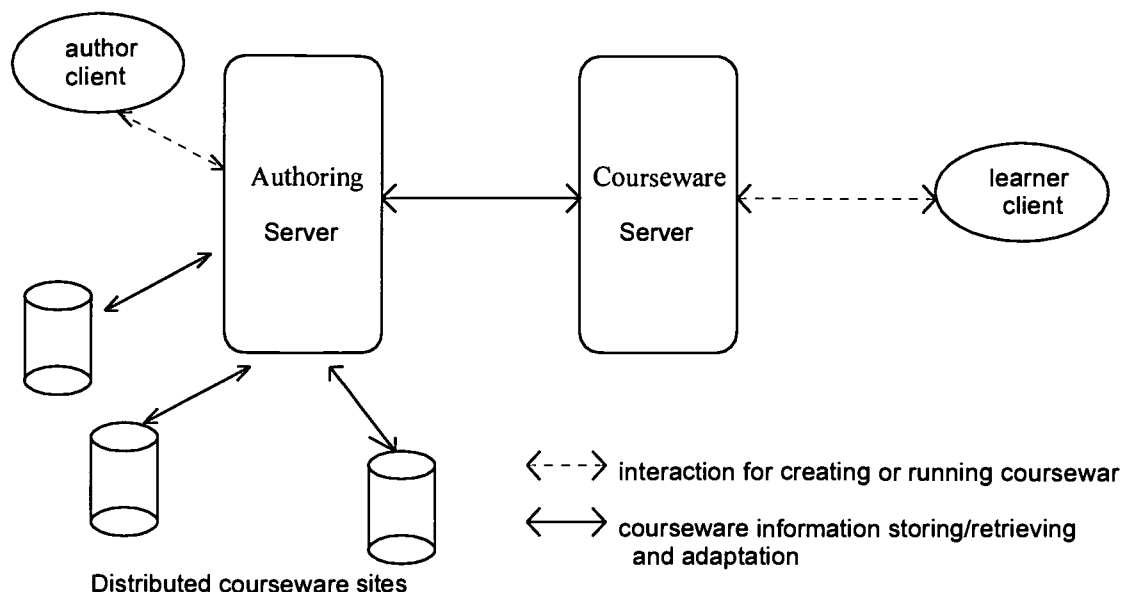 author
client
Authoring
Server
Courseware
Server
learner
client
interaction for creating or running coursewar
courseware information storing/retrieving
and adaptation
Distributed courseware sites